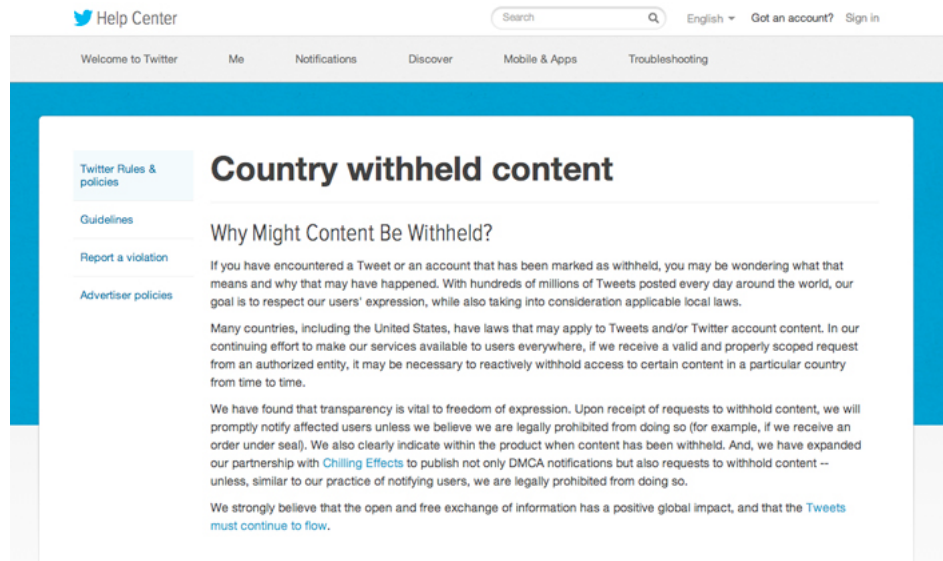 Help Center
Search
English
Got an account?
Sign in
Welcome to Twitter
Me
Notifications
Discover
Mobile & Apps
Troubleshooting
Twitter Rules &
policies
Guidelines
Report a violation
Advertiser policies
Country withheld content
Why Might Content Be Withheld?
If you have encountered a Tweet or an account that has been marked as withheld, you may be wondering what that
means and why that may have happened. With hundreds of millions of Tweets posted every day around the world, our
goal is to respect our users' expression, while also taking into consideration applicable local laws.
Many countries, including the United States, have laws that may apply to Tweets and/or Twitter account content. In our
continuing effort to make our services available to users everywhere, if we receive a valid and properly scoped request
from an authorized entity, it may be necessary to reactively withhold access to certain content in a particular country
from time to time.
We have found that transparency is vital to freedom of expression. Upon receipt of requests to withhold content, we will
promptly notify affected users unless we believe we are legally prohibited from doing so (for example, if we receive an
order under seal). We also clearly indicate within the product when content has been withheld. And, we have expanded
our partnership with Chilling Effects to publish not only DMCA notifications but also requests to withhold content --
unless, similar to our practice of notifying users, we are legally prohibited from doing so.
We strongly believe that the open and free exchange of information has a positive global impact, and that the Tweets
must continue to flow.